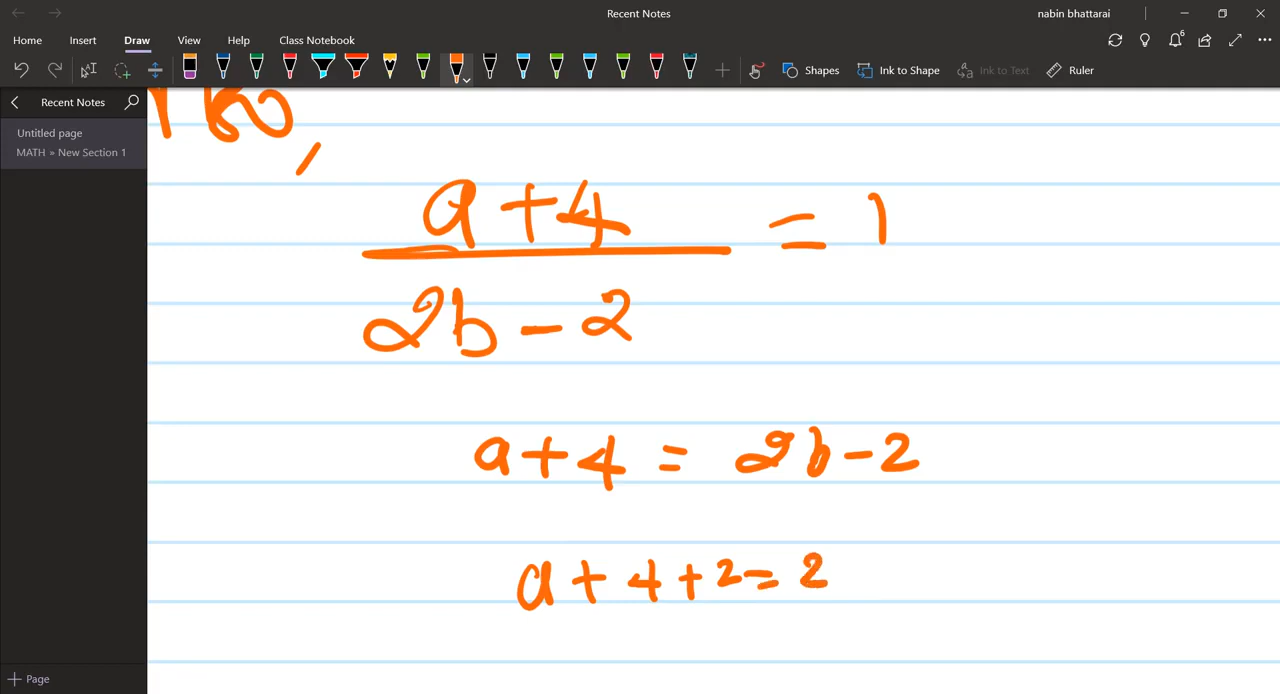 Recent Notes
nabin bhattarai
Home Insert Draw View Help Class Notebook
6
Shapes Ink to Shape Ink to Text Ruler
Recent Notes
Untitled page
MATH » New Section 1
a + 4 = 1
2b - 2
a + 4 = 2b - 2
a + 4 + 2 = 2
Page